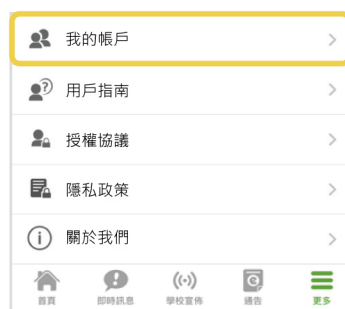 我的帳戶
用戶指南
授權協議
隱私政策
關於我們
首頁 即時訊息 學校宣佈 通告 更多